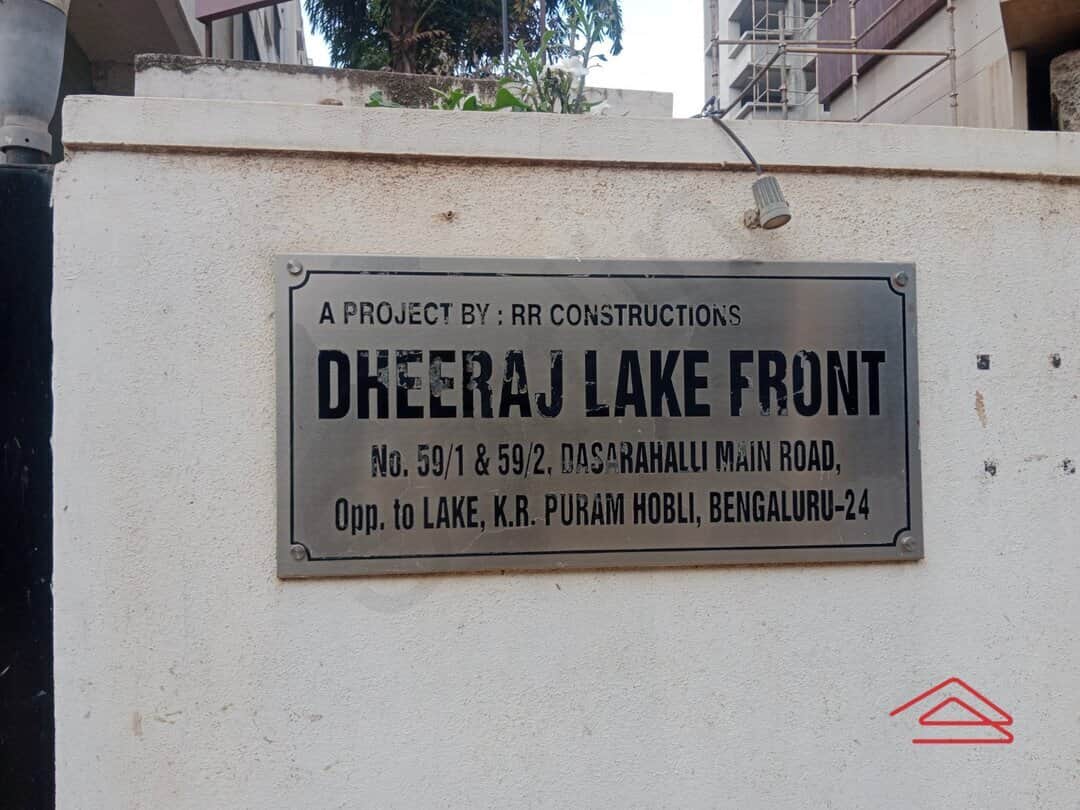 A PROJECT BY : RR CONSTRUCTIONS
DHEERAJ LAKE FRONT
No. 59/1 & 59/2, DASARAHALLI MAIN ROAD,
Opp. to LAKE, K.R. PURAM HOBLI, BENGALURU-24